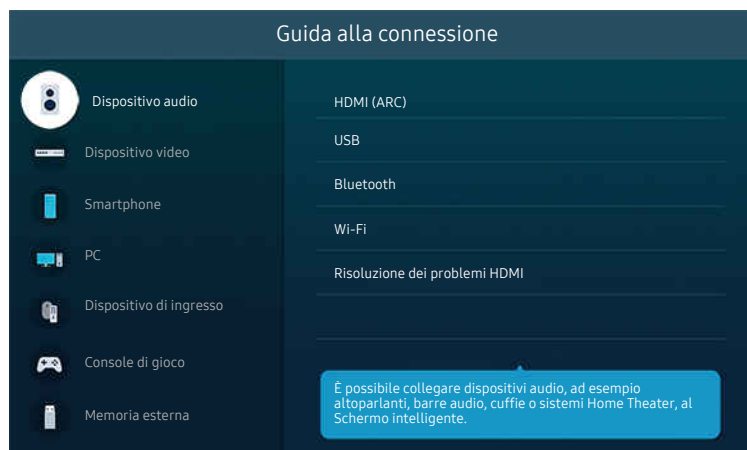 Guida alla connessione
Dispositivo audio
Dispositivo video
Smartphone
PC
Dispositivo di ingresso
Console di gioco
Memoria esterna
HDMI (ARC)
USB
Bluetooth
Wi-Fi
Risoluzione dei problemi HDMI
È possibile collegare dispositivi audio, ad esempio
altoparlanti, barre audio, cuffie o sistemi Home Theater, al
Schermo intelligente.